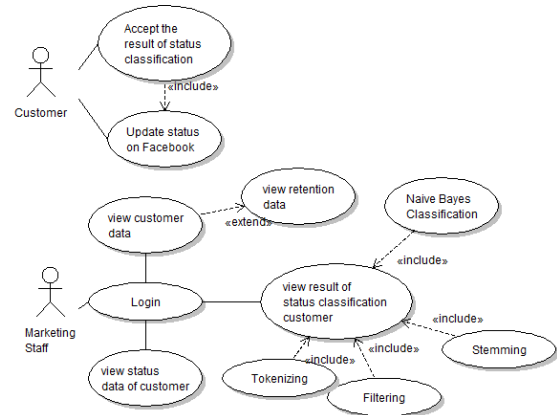 Accept the
result of status
classification
«include»
Customer
Update status
on Facebook
view retention
data
Naive Bayes
Classification
view customer
data
«extend»
«include»
view result of
status classification
customer
Login
Marketing
Staff
«include»
«include»
Stemming
«include»
view status
data of customer
Tokenizing
Filtering